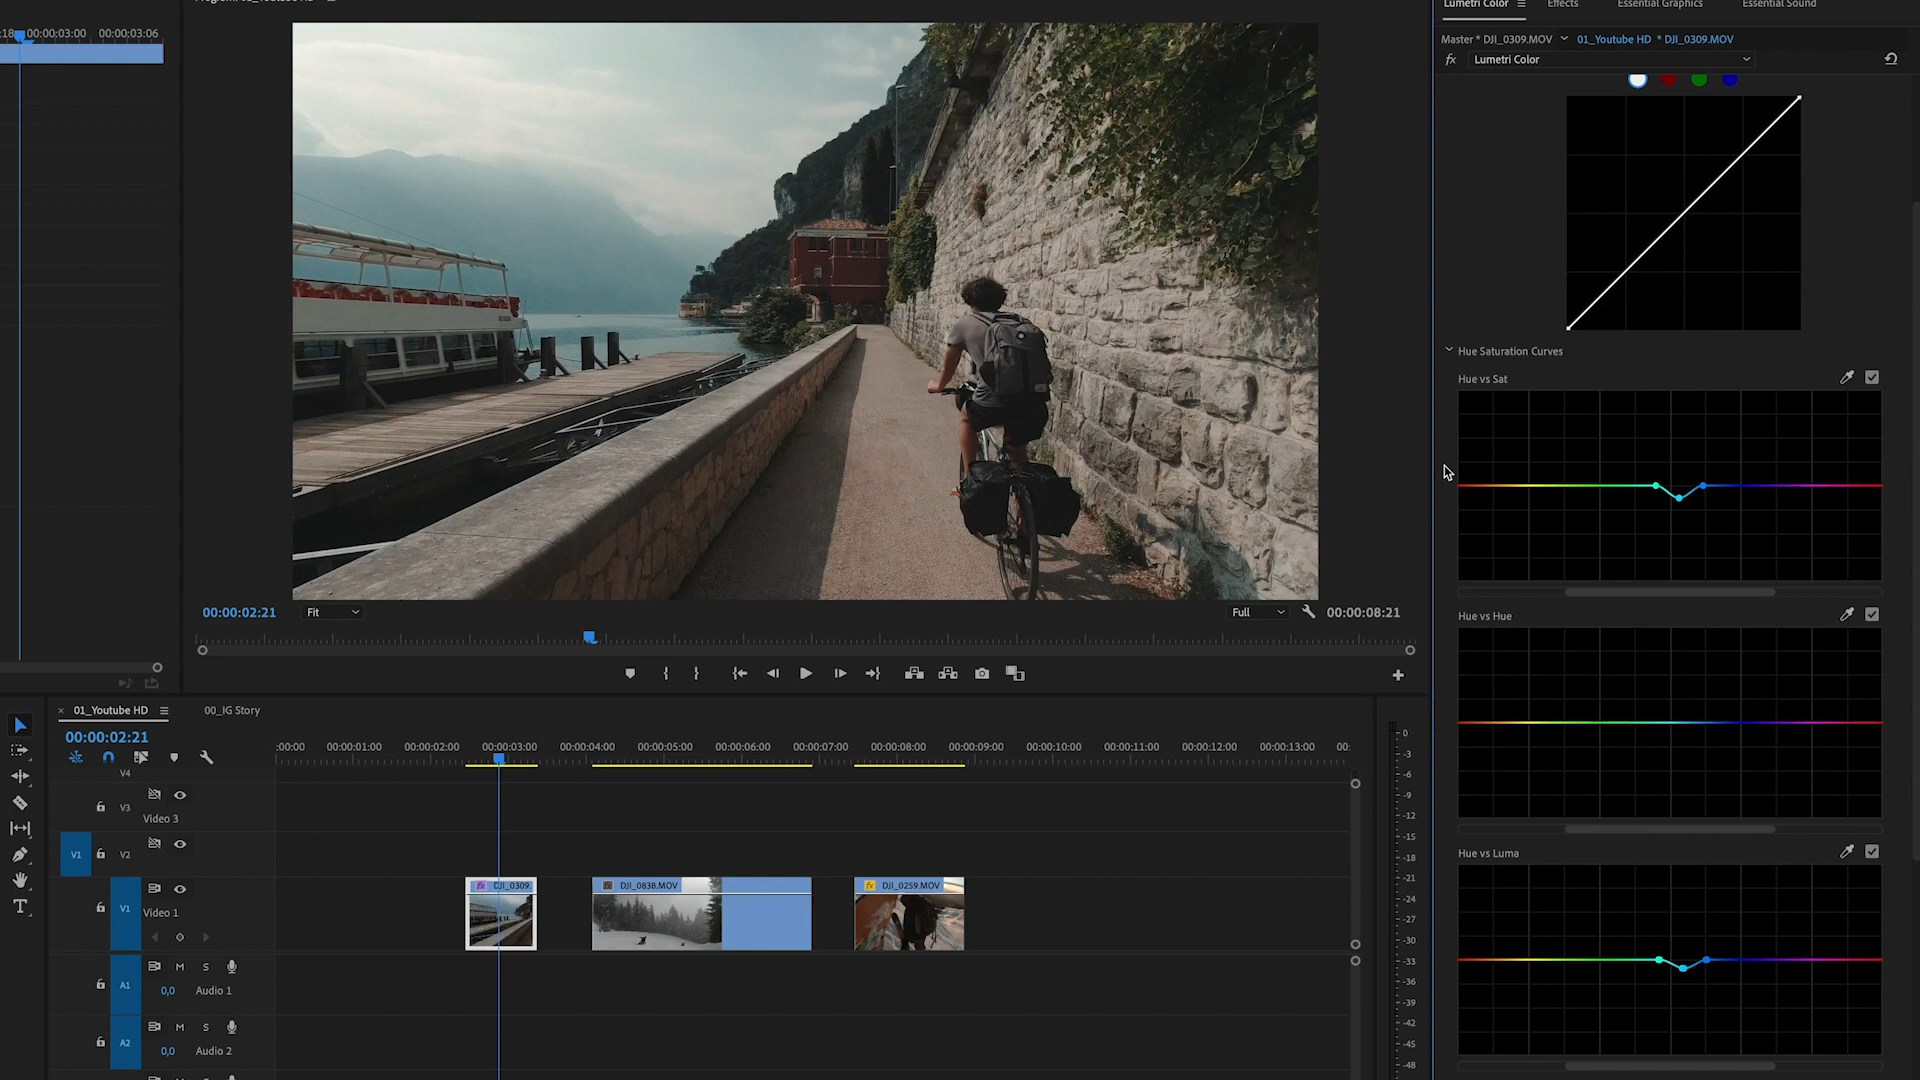 :18
00:00:03:00
00:00:03:06
Lumetri Color
Effects
Essential Graphics
Essential Sound
Master * DJI_0309.MOV
01_Youtube HD * DJI_0309.MOV
fx
Lumetri Color
Hue Saturation Curves
Hue vs Sat
Hue vs Hue
Hue vs Luma
00:00:02:21
Fit
Full
00:00:08:21
01_Youtube HD
00_IG Story
00:00:02:21
:00:00
00:00:01:00
00:00:02:00
00:00:03:00
00:00:04:00
00:00:05:00
00:00:06:00
00:00:07:00
00:00:08:00
00:00:09:00
00:00:10:00
00:00:11:00
00:00:12:00
00:00:13:00
00:
V4
V3
Video 3
V1
V2
V1
Video 1
fx
DJI_0309.
fx
DJI_0838.MOV
fx
DJI_0259.MOV
A1
M
S
0,0
Audio 1
A2
M
S
0,0
Audio 2
0
-3
-6
-9
-12
-15
-18
-21
-24
-27
-30
-33
-36
-39
-42
-45
-48